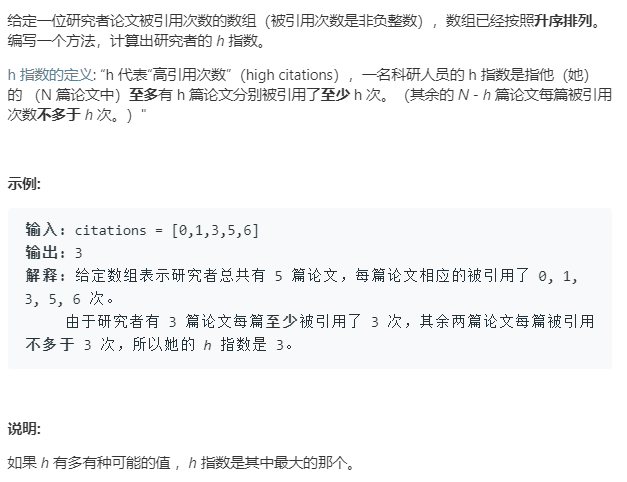 给定一位研究者论文被引用次数的数组（被引用次数是非负整数），数组已经按照升序排列。
编写一个方法，计算出研究者的 h 指数。
h 指数的定义: “h 代表“高引用次数”（high citations），一名科研人员的 h 指数是指他（她）
的 （N 篇论文中）至多有 h 篇论文分别被引用了至少 h 次。（其余的 N - h 篇论文每篇被引用
次数不多于 h 次。）"
示例:
输入: citations = [0,1,3,5,6]
输出: 3
解释: 给定数组表示研究者总共有 5 篇论文，每篇论文相应的被引用了 0, 1,
3, 5, 6 次。
由于研究者有 3 篇论文每篇至少被引用了 3 次，其余两篇论文每篇被引用
不多于 3 次，所以她的 h 指数是 3。
说明:
如果 h 有多有种可能的值 ，h 指数是其中最大的那个。